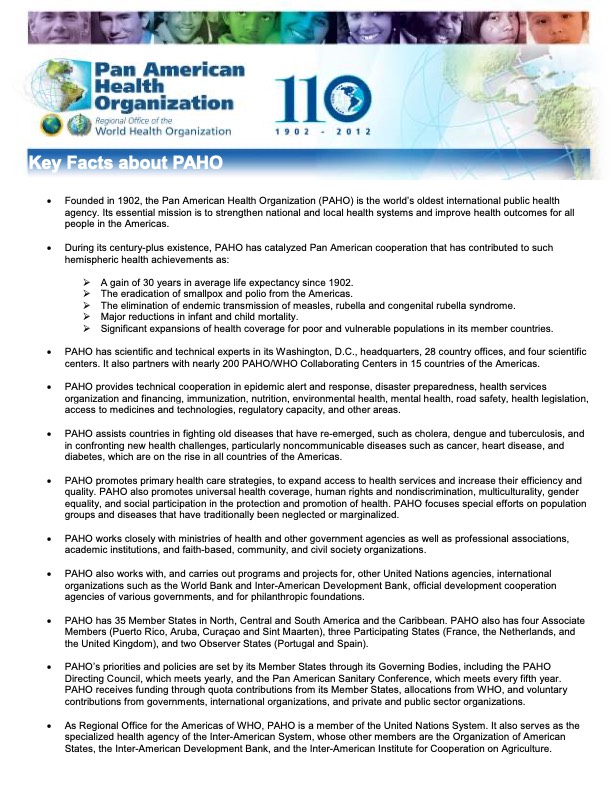 Pan American
Health
Organization
Regional Office of the
World Health Organization
110
1902 - 2012
Key Facts about PAHO
• Founded in 1902, the Pan American Health Organization (PAHO) is the world's oldest international public health
agency. Its essential mission is to strengthen national and local health systems and improve health outcomes for all
people in the Americas.
• During its century-plus existence, PAHO has catalyzed Pan American cooperation that has contributed to such
hemispheric health achievements as:
➢ A gain of 30 years in average life expectancy since 1902.
➢ The eradication of smallpox and polio from the Americas.
➢ The elimination of endemic transmission of measles, rubella and congenital rubella syndrome.
➢ Major reductions in infant and child mortality.
➢ Significant expansions of health coverage for poor and vulnerable populations in its member countries.
• PAHO has scientific and technical experts in its Washington, D.C., headquarters, 28 country offices, and four scientific
centers. It also partners with nearly 200 PAHO/WHO Collaborating Centers in 15 countries of the Americas.
• PAHO provides technical cooperation in epidemic alert and response, disaster preparedness, health services
organization and financing, immunization, nutrition, environmental health, mental health, road safety, health legislation,
access to medicines and technologies, regulatory capacity, and other areas.
• PAHO assists countries in fighting old diseases that have re-emerged, such as cholera, dengue and tuberculosis, and
in confronting new health challenges, particularly noncommunicable diseases such as cancer, heart disease, and
diabetes, which are on the rise in all countries of the Americas.
• PAHO promotes primary health care strategies, to expand access to health services and increase their efficiency and
quality. PAHO also promotes universal health coverage, human rights and nondiscrimination, multiculturality, gender
equality, and social participation in the protection and promotion of health. PAHO focuses special efforts on population
groups and diseases that have traditionally been neglected or marginalized.
• PAHO works closely with ministries of health and other government agencies as well as professional associations,
academic institutions, and faith-based, community, and civil society organizations.
• PAHO also works with, and carries out programs and projects for, other United Nations agencies, international
organizations such as the World Bank and Inter-American Development Bank, official development cooperation
agencies of various governments, and for philanthropic foundations.
• PAHO has 35 Member States in North, Central and South America and the Caribbean. PAHO also has four Associate
Members (Puerto Rico, Aruba, Curaçao and Sint Maarten), three Participating States (France, the Netherlands, and
the United Kingdom), and two Observer States (Portugal and Spain).
• PAHO's priorities and policies are set by its Member States through its Governing Bodies, including the PAHO
Directing Council, which meets yearly, and the Pan American Sanitary Conference, which meets every fifth year.
PAHO receives funding through quota contributions from its Member States, allocations from WHO, and voluntary
contributions from governments, international organizations, and private and public sector organizations.
• As Regional Office for the Americas of WHO, PAHO is a member of the United Nations System. It also serves as the
specialized health agency of the Inter-American System, whose other members are the Organization of American
States, the Inter-American Development Bank, and the Inter-American Institute for Cooperation on Agriculture.